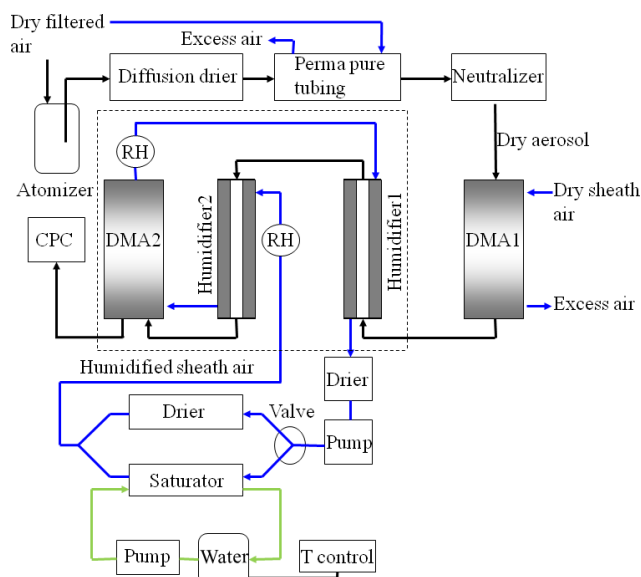 Dry filtered
air
Excess air
Diffusion drier
Perma pure
tubing
Neutralizer
Dry aerosol
Atomizer
RH
CPC
DMA2
Humidifier2
RH
Humidifier1
DMA1
Dry sheath
air
Excess air
Humidified sheath air
Drier
Drier
Valve
Pump
Saturator
Pump
Water
T control